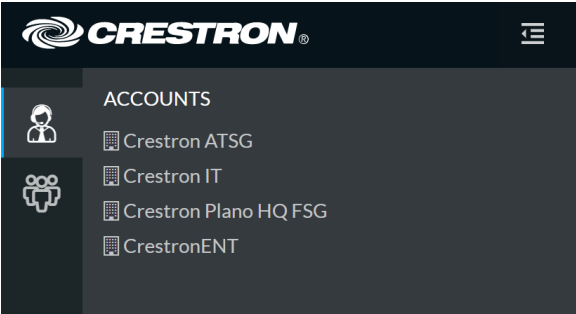 CRESTRON®
ACCOUNTS
Crestron ATSG
Crestron IT
Crestron Plano HQ FSG
CrestronENT